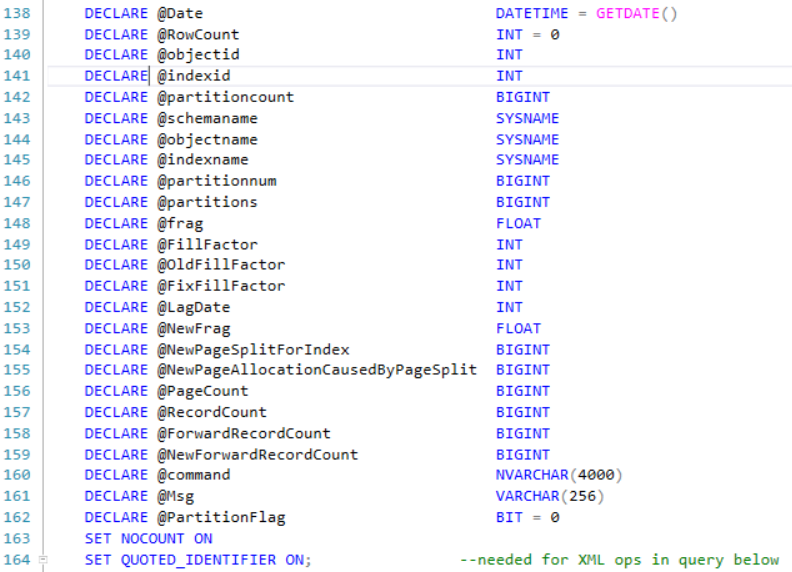 138 DECLARE @Date DATETIME = GETDATE()
139 DECLARE @RowCount INT = 0
140 DECLARE @objectid INT
141 DECLARE @indexid INT
142 DECLARE @partitioncount BIGINT
143 DECLARE @schemaname SYSNAME
144 DECLARE @objectname SYSNAME
145 DECLARE @indexname SYSNAME
146 DECLARE @partitionnum BIGINT
147 DECLARE @partitions BIGINT
148 DECLARE @frag FLOAT
149 DECLARE @FillFactor INT
150 DECLARE @OldFillFactor INT
151 DECLARE @FixFillFactor INT
152 DECLARE @LagDate INT
153 DECLARE @NewFrag FLOAT
154 DECLARE @NewPageSplitForIndex BIGINT
155 DECLARE @NewPageAllocationCausedByPageSplit BIGINT
156 DECLARE @PageCount BIGINT
157 DECLARE @RecordCount BIGINT
158 DECLARE @ForwardRecordCount BIGINT
159 DECLARE @NewForwardRecordCount BIGINT
160 DECLARE @command NVARCHAR(4000)
161 DECLARE @Msg VARCHAR(256)
162 DECLARE @PartitionFlag BIT = 0
163 SET NOCOUNT ON
164 SET QUOTED_IDENTIFIER ON; --needed for XML ops in query below